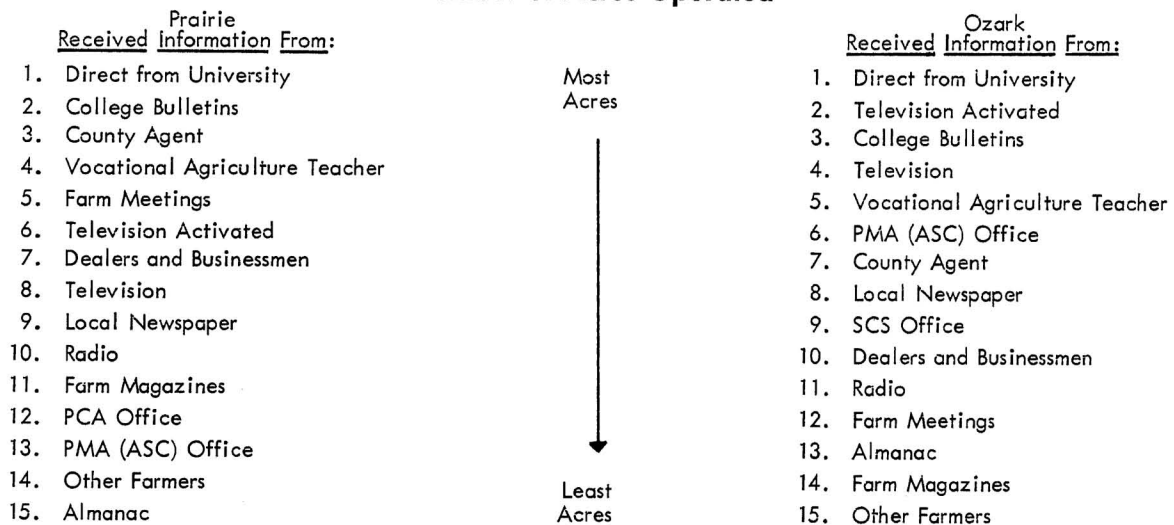 Prairie
Received Information From:
1. Direct from University
2. College Bulletins
3. County Agent
4. Vocational Agriculture Teacher
5. Farm Meetings
6. Television Activated
7. Dealers and Businessmen
8. Television
9. Local Newspaper
10. Radio
11. Farm Magazines
12. PCA Office
13. PMA (ASC) Office
14. Other Farmers
15. Almanac
Most
Acres
Least
Acres
Ozark
Received Information From:
1. Direct from University
2. Television Activated
3. College Bulletins
4. Television
5. Vocational Agriculture Teacher
6. PMA (ASC) Office
7. County Agent
8. Local Newspaper
9. SCS Office
10. Dealers and Businessmen
11. Radio
12. Farm Meetings
13. Almanac
14. Farm Magazines
15. Other Farmers